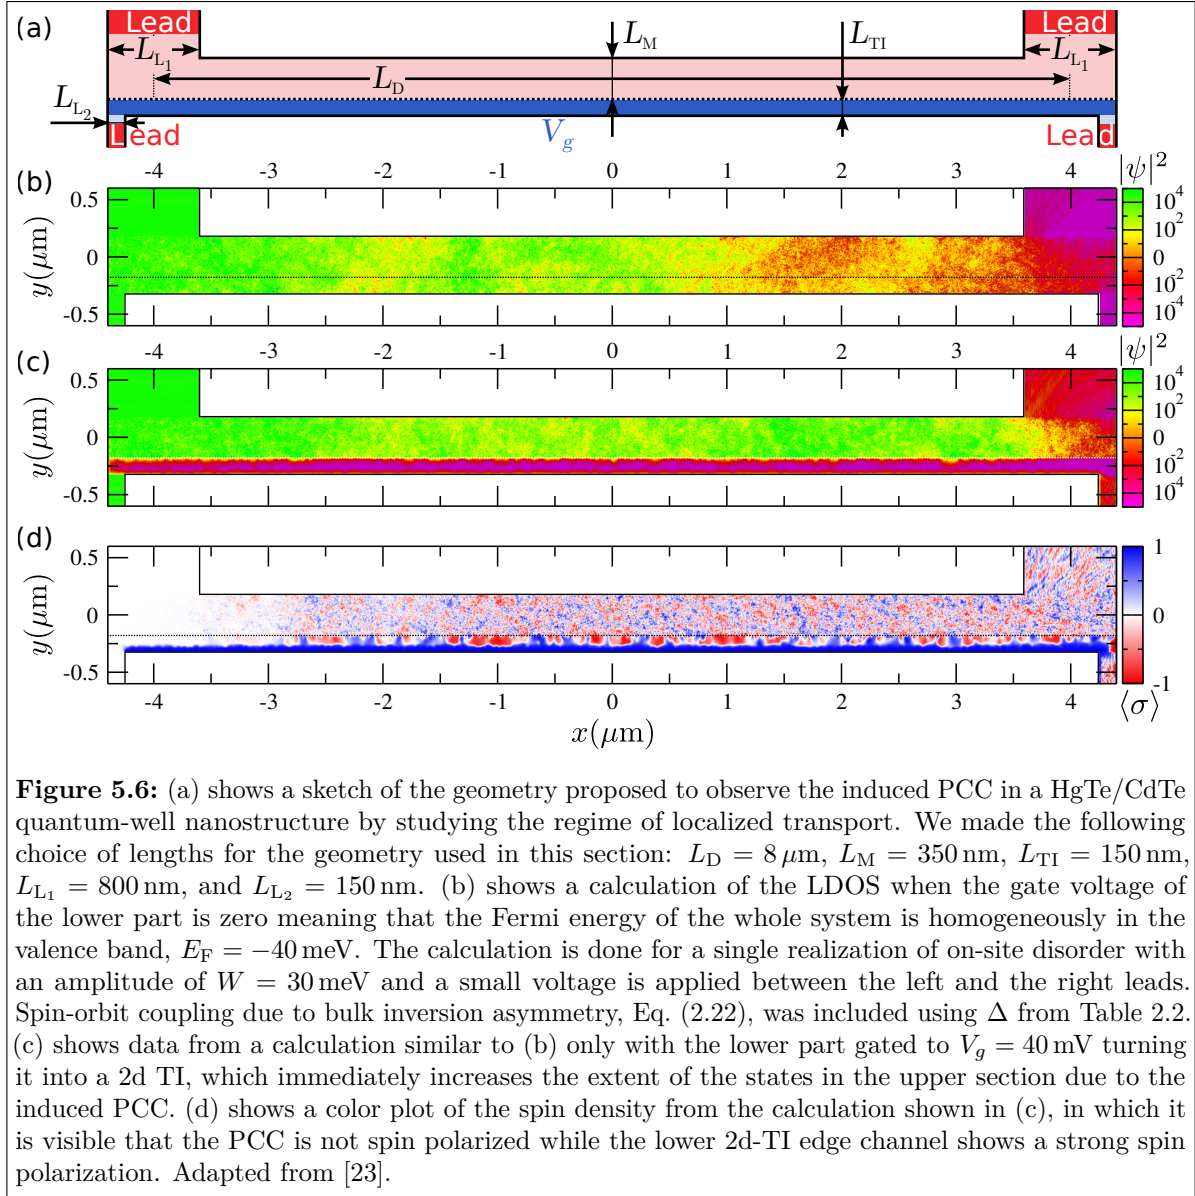 (a)
Lead
Lead
L_M
L_TI
L_L1
L_L1
L_D
L_L2
Lead
V_g
Lead
(b)
-4 -3 -2 -1 0 1 2 3 4
|ψ|²
0.5
0
-0.5
y(μm)
10⁴
10²
0
10⁻²
10⁻⁴
-4 -3 -2 -1 0 1 2 3 4
(c)
|ψ|²
0.5
0
-0.5
y(μm)
10⁴
10²
0
10⁻²
10⁻⁴
(d)
0.5
0
-0.5
y(μm)
1
0
-1
⟨σ⟩
-4 -3 -2 -1 0 1 2 3 4
x(μm)
Figure 5.6: (a) shows a sketch of the geometry proposed to observe the induced PCC in a HgTe/CdTe
quantum-well nanostructure by studying the regime of localized transport. We made the following
choice of lengths for the geometry used in this section: L_D = 8 μm, L_M = 350 nm, L_TI = 150 nm,
L_L1 = 800 nm, and L_L2 = 150 nm. (b) shows a calculation of the LDOS when the gate voltage of
the lower part is zero meaning that the Fermi energy of the whole system is homogeneously in the
valence band, E_F = −40 meV. The calculation is done for a single realization of on-site disorder with
an amplitude of W = 30 meV and a small voltage is applied between the left and the right leads.
Spin-orbit coupling due to bulk inversion asymmetry, Eq. (2.22), was included using Δ from Table 2.2.
(c) shows data from a calculation similar to (b) only with the lower part gated to V_g = 40 mV turning
it into a 2d TI, which immediately increases the extent of the states in the upper section due to the
induced PCC. (d) shows a color plot of the spin density from the calculation shown in (c), in which it
is visible that the PCC is not spin polarized while the lower 2d-TI edge channel shows a strong spin
polarization. Adapted from [23].